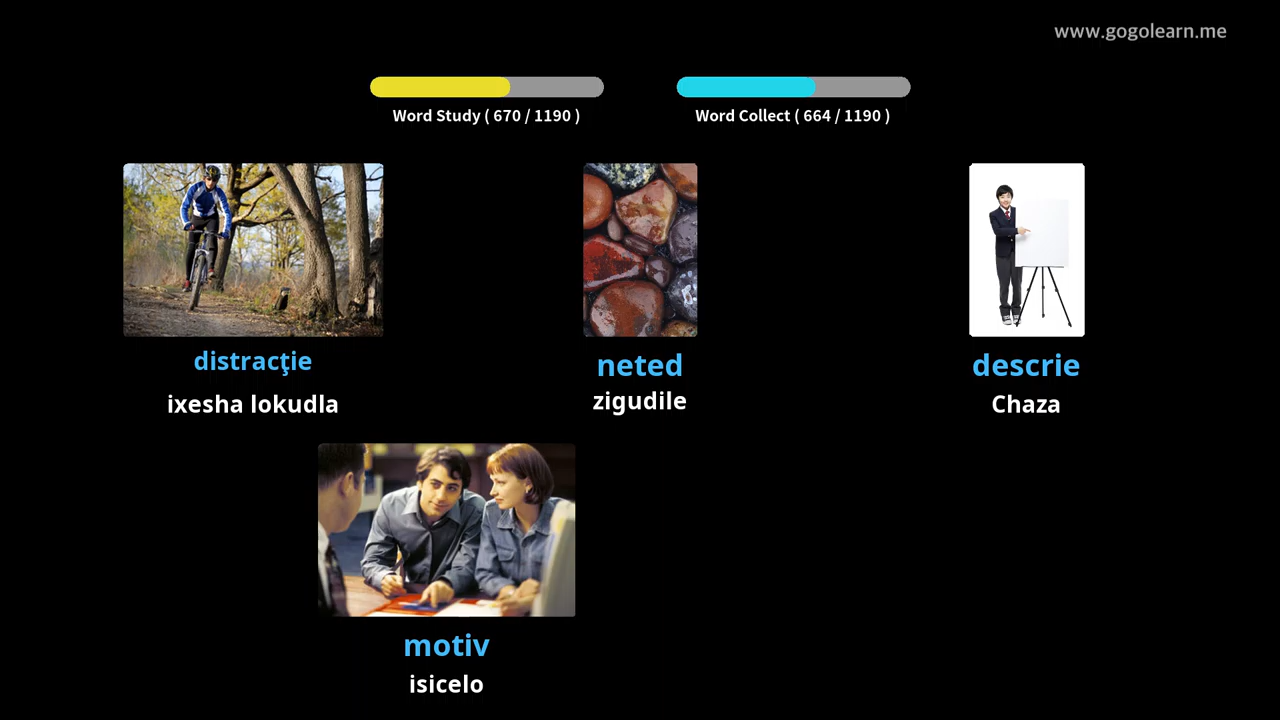 www.gogolearn.me
Word Study ( 670 / 1190 )
Word Collect ( 664 / 1190 )
distracţie
ixesha lokudla
neted
zigudile
descrie
Chaza
motiv
isicelo